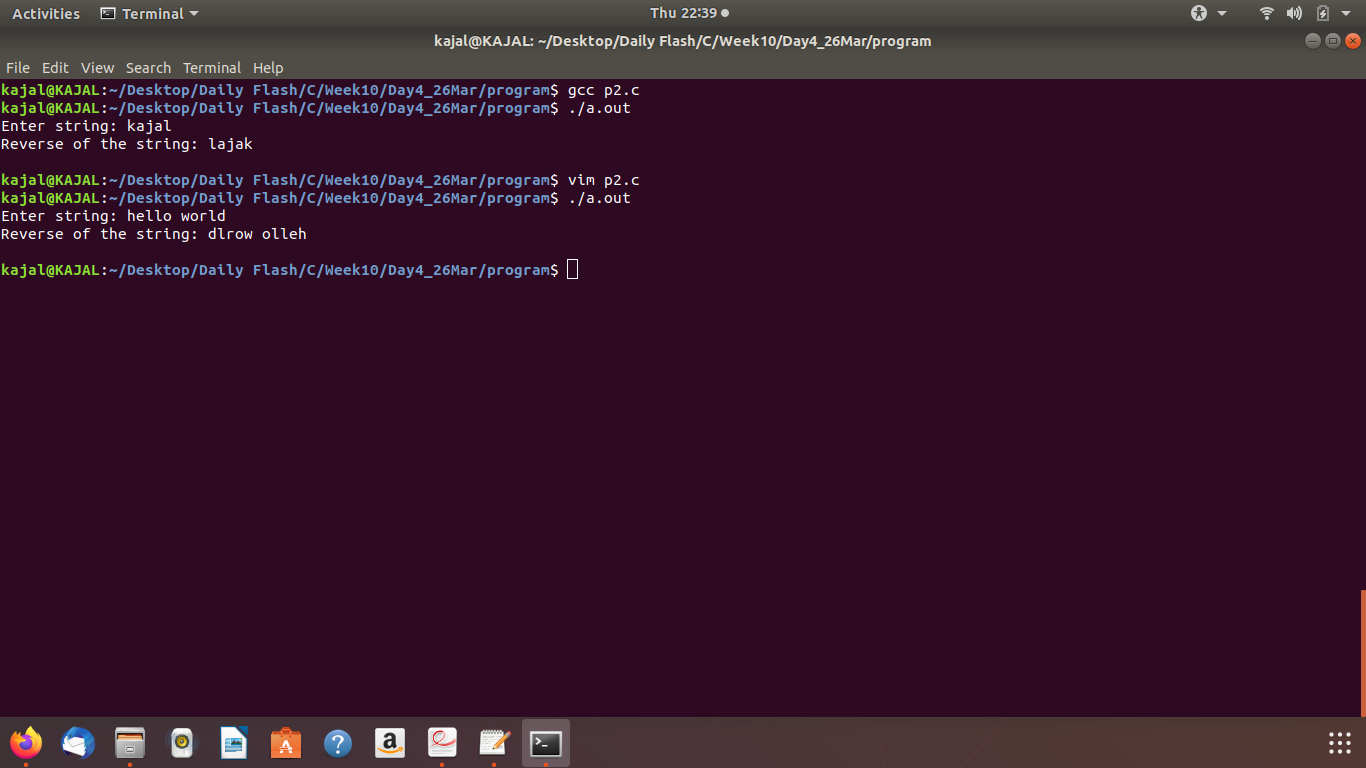 Activities Terminal Thu 22:39
kajal@KAJAL: ~/Desktop/Daily Flash/C/Week10/Day4_26Mar/program
File Edit View Search Terminal Help
kajal@KAJAL:~/Desktop/Daily Flash/C/Week10/Day4_26Mar/program$ gcc p2.c
kajal@KAJAL:~/Desktop/Daily Flash/C/Week10/Day4_26Mar/program$ ./a.out
Enter string: kajal
Reverse of the string: lajak
kajal@KAJAL:~/Desktop/Daily Flash/C/Week10/Day4_26Mar/program$ vim p2.c
kajal@KAJAL:~/Desktop/Daily Flash/C/Week10/Day4_26Mar/program$ ./a.out
Enter string: hello world
Reverse of the string: dlrow olleh
kajal@KAJAL:~/Desktop/Daily Flash/C/Week10/Day4_26Mar/program$